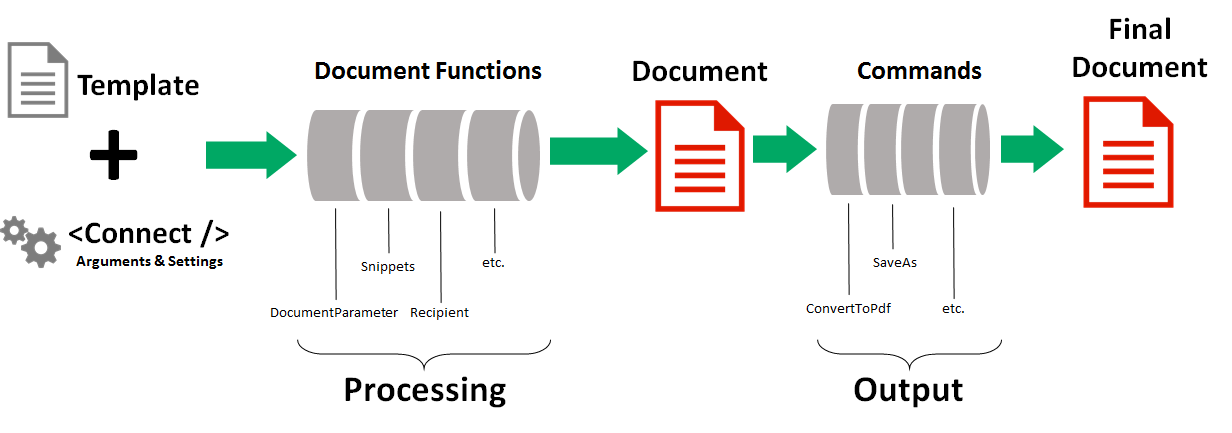 Template
<Connect />
Arguments & Settings
Document Functions
DocumentParameter
Snippets
Recipient
etc.
Processing
Document
Commands
ConvertToPdf
SaveAs
etc.
Output
Final
Document